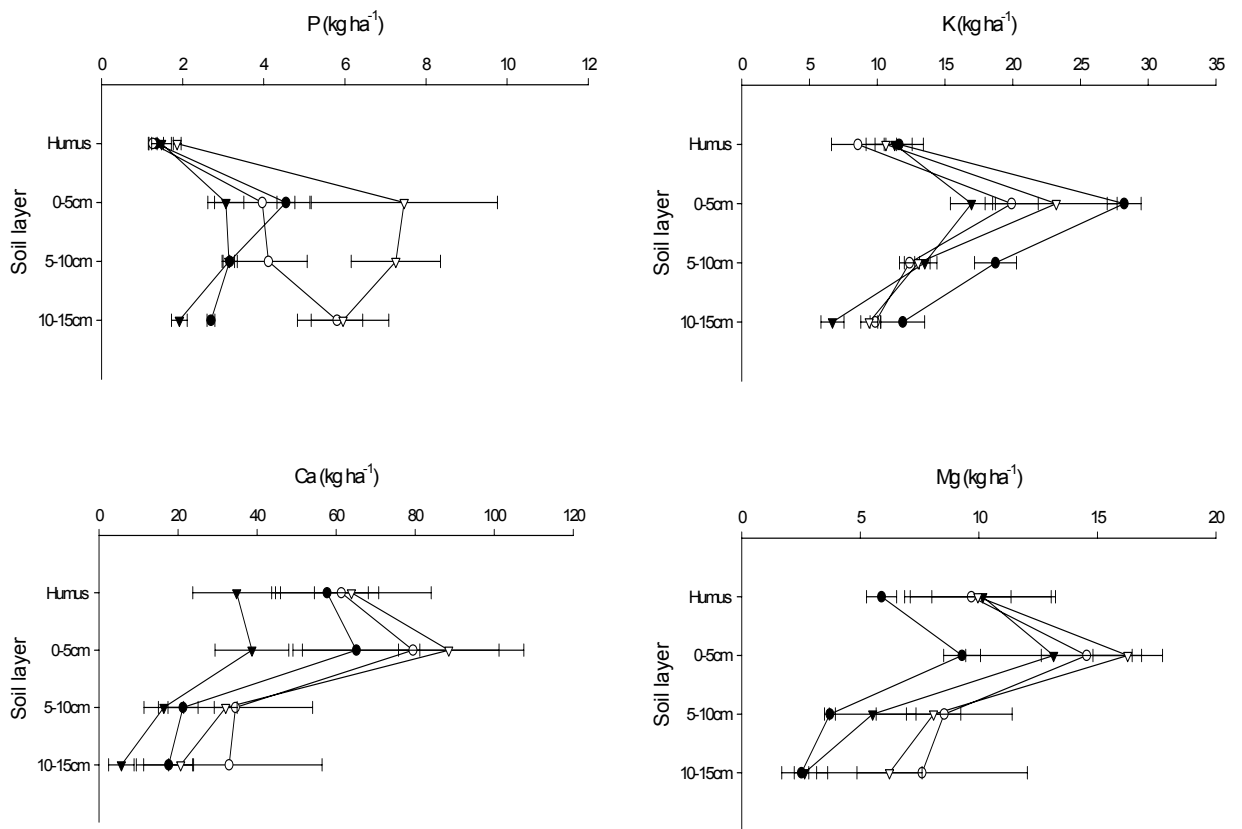 P (kg ha-1)
0 2 4 6 8 10 12
Humus
0-5cm
5-10cm
10-15cm
Soil layer
K (kg ha-1)
0 5 10 15 20 25 30 35
Humus
0-5cm
5-10cm
10-15cm
Soil layer
Ca (kg ha-1)
0 20 40 60 80 100 120
Humus
0-5cm
5-10cm
10-15cm
Soil layer
Mg (kg ha-1)
0 5 10 15 20
Humus
0-5cm
5-10cm
10-15cm
Soil layer